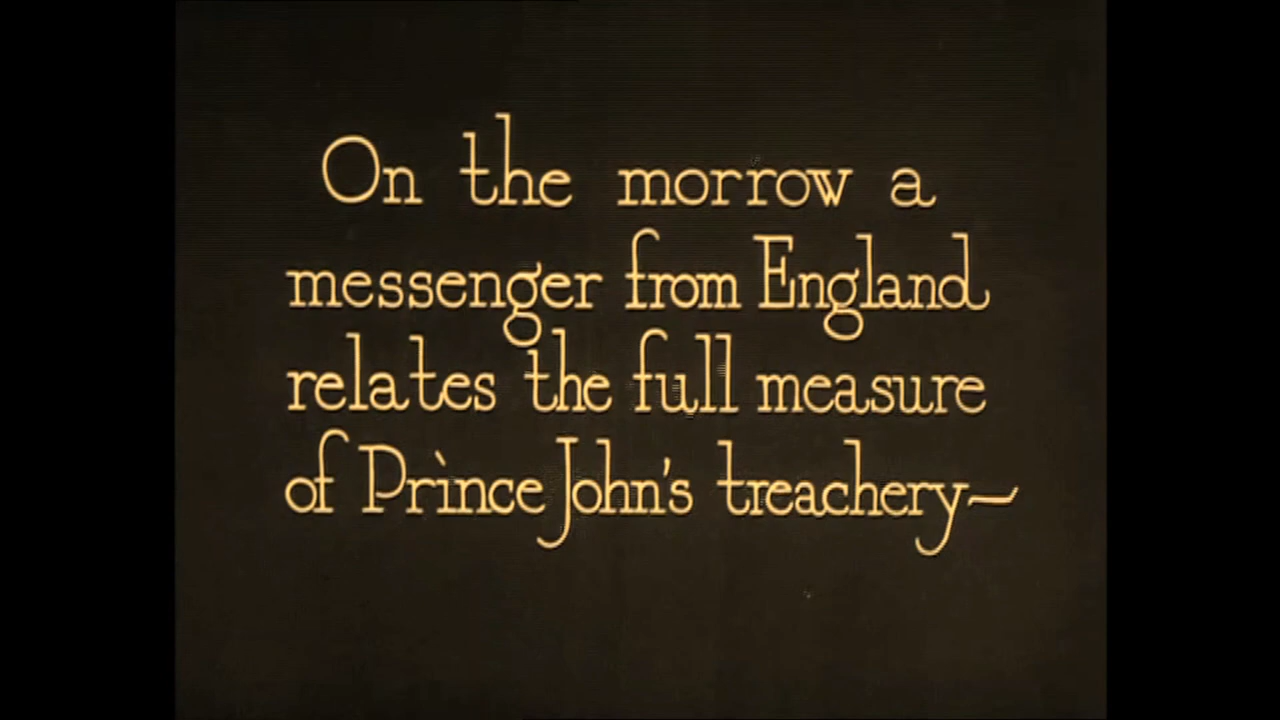 On the morrow a
messenger from England
relates the full measure
of Prince John's treachery—